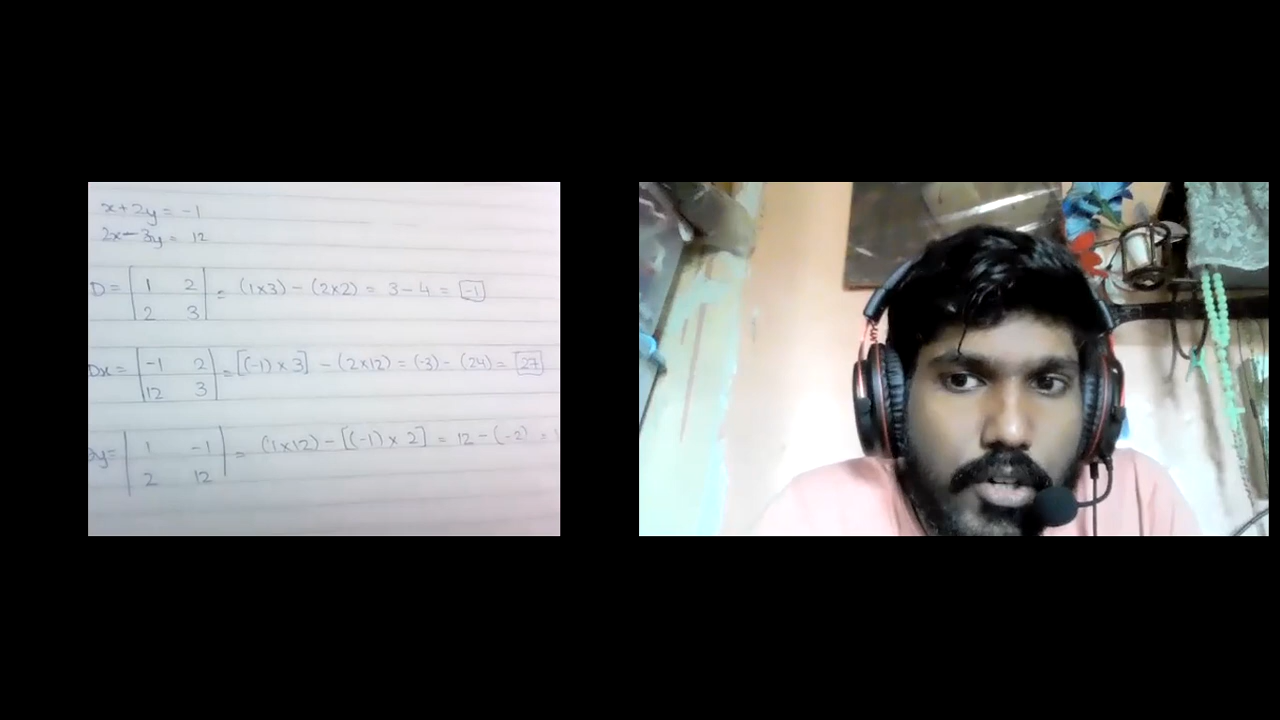 x+2y = -1
2x-3y = 12
D = | 1 2 | = (1×3) - (2×2) = 3-4 = -1
| 2 3 |
Dx = | -1 2 | = [(-1) × 3] - (2×12) = (-3) - (24) = 27
| 12 3 |
y = | 1 -1 | = (1×12) - [(-1) × 2] = 12 - (-2) =
| 2 12 |